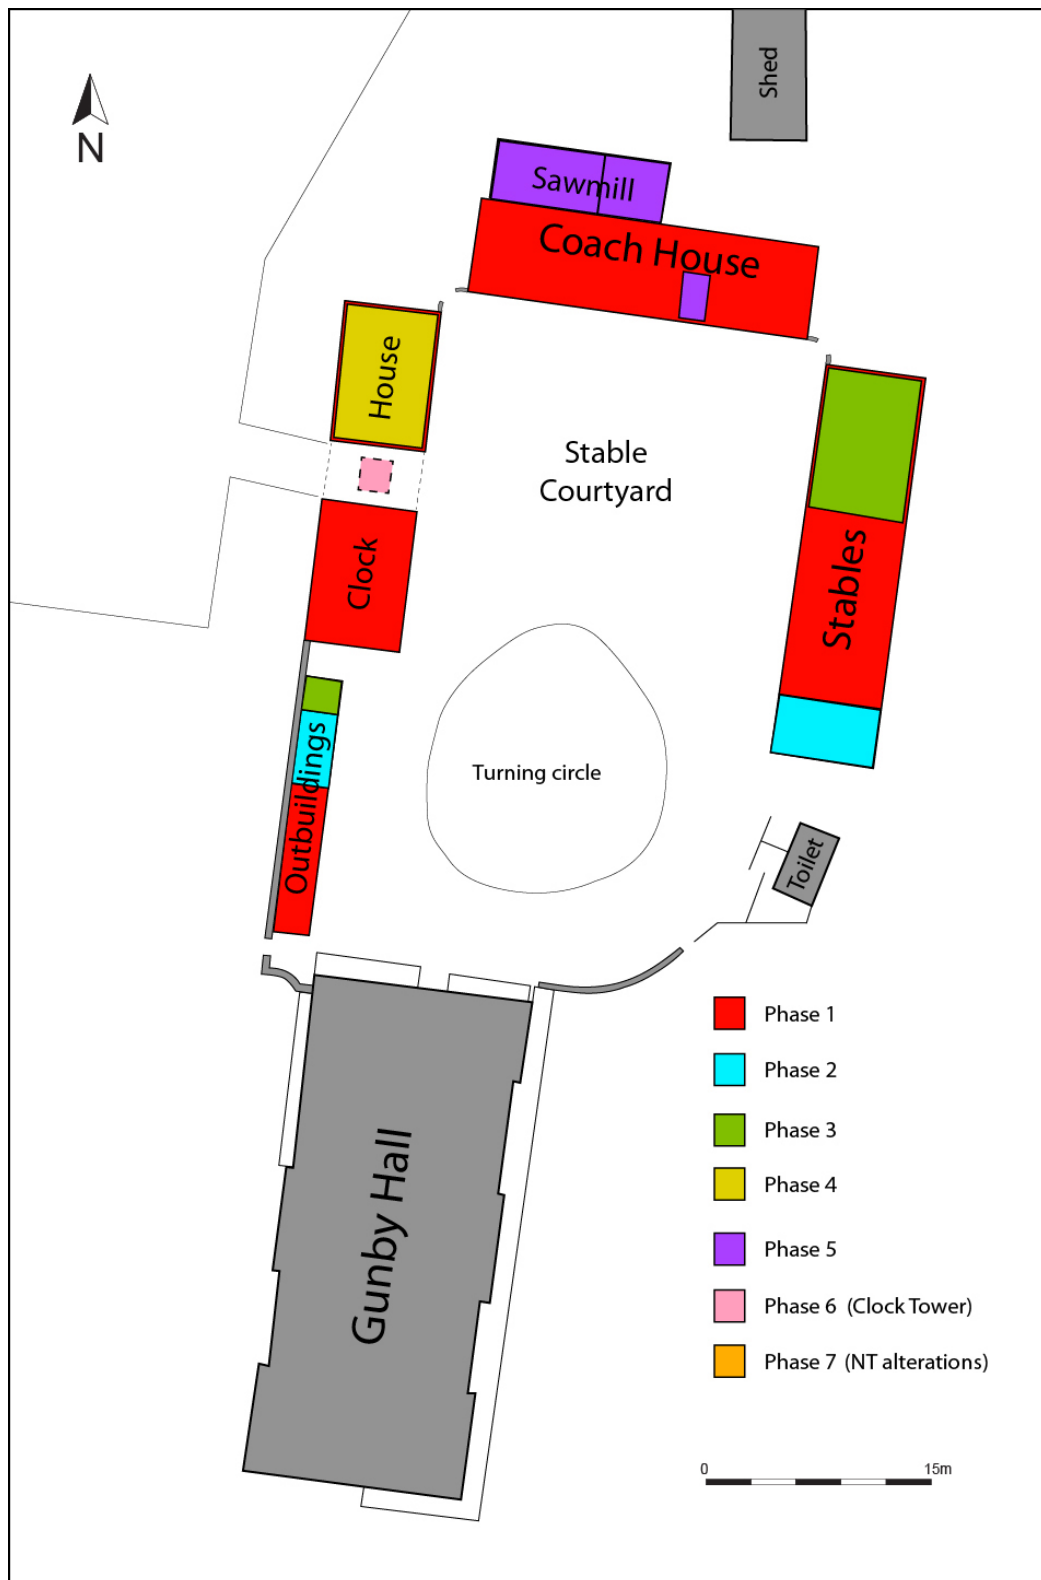 Shed
N
Sawmill
Coach House
House
Stable
Courtyard
Clock
Stables
Outbuildings
Turning circle
Toilet
Gunby Hall
Phase 1
Phase 2
Phase 3
Phase 4
Phase 5
Phase 6 (Clock Tower)
Phase 7 (NT alterations)
0 15m